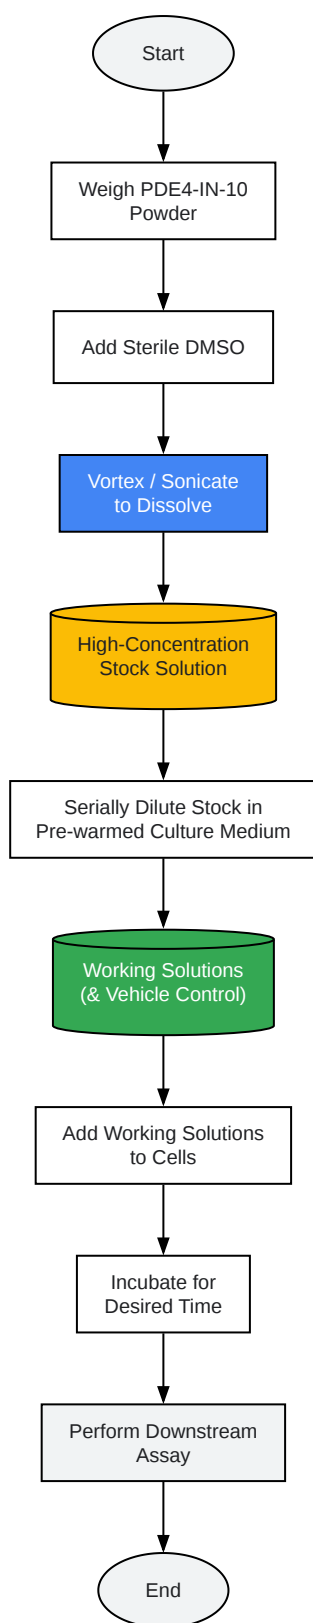 Start
Weigh PDE4-IN-10
Powder
Add Sterile DMSO
Vortex / Sonicate
to Dissolve
High-Concentration
Stock Solution
Serially Dilute Stock in
Pre-warmed Culture Medium
Working Solutions
(& Vehicle Control)
Add Working Solutions
to Cells
Incubate for
Desired Time
Perform Downstream
Assay
End